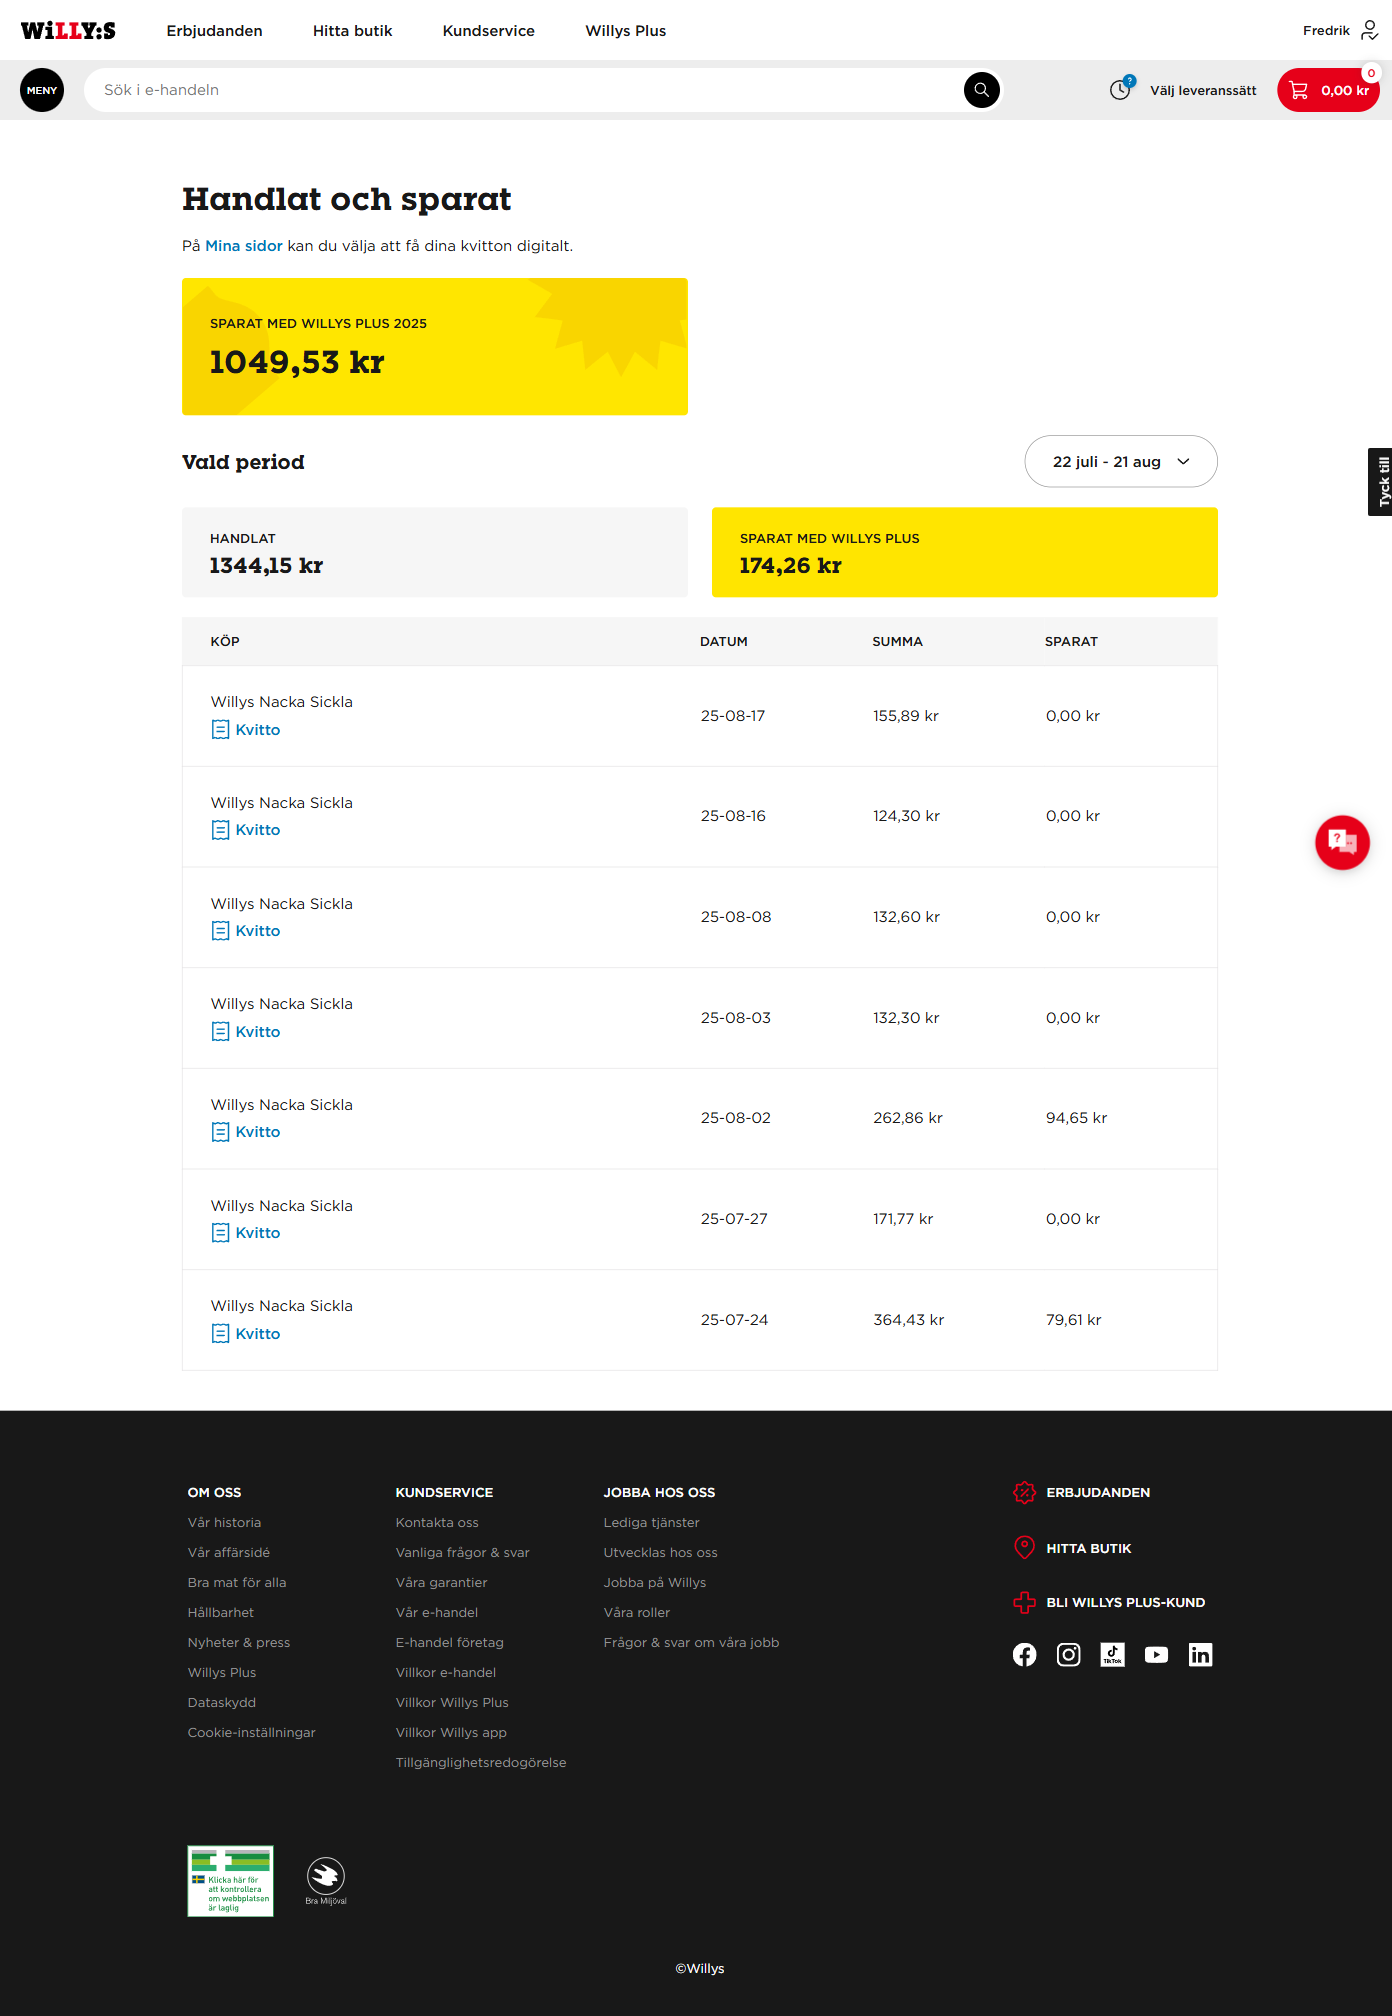 WiLLY:S
Erbjudanden
Hitta butik
Kundservice
Willys Plus
Fredrik
MENY
Sök i e-handeln
?
Välj leveranssätt
0
0,00 kr
Handlat och sparat
På Mina sidor kan du välja att få dina kvitton digitalt.
SPARAT MED WILLYS PLUS 2025
1049,53 kr
Vald period
22 juli - 21 aug
Tyck till
HANDLAT
1344,15 kr
SPARAT MED WILLYS PLUS
174,26 kr
KÖP DATUM SUMMA SPARAT
Willys Nacka Sickla
Kvitto
25-08-17 155,89 kr 0,00 kr
Willys Nacka Sickla
Kvitto
25-08-16 124,30 kr 0,00 kr
?
Willys Nacka Sickla
Kvitto
25-08-08 132,60 kr 0,00 kr
Willys Nacka Sickla
Kvitto
25-08-03 132,30 kr 0,00 kr
Willys Nacka Sickla
Kvitto
25-08-02 262,86 kr 94,65 kr
Willys Nacka Sickla
Kvitto
25-07-27 171,77 kr 0,00 kr
Willys Nacka Sickla
Kvitto
25-07-24 364,43 kr 79,61 kr
OM OSS
Vår historia
Vår affärsidé
Bra mat för alla
Hållbarhet
Nyheter & press
Willys Plus
Dataskydd
Cookie-inställningar
KUNDSERVICE
Kontakta oss
Vanliga frågor & svar
Våra garantier
Vår e-handel
E-handel företag
Villkor e-handel
Villkor Willys Plus
Villkor Willys app
Tillgänglighetsredogörelse
JOBBA HOS OSS
Lediga tjänster
Utvecklas hos oss
Jobba på Willys
Våra roller
Frågor & svar om våra jobb
ERBJUDANDEN
HITTA BUTIK
BLI WILLYS PLUS-KUND
TikTok
in
Klicka här för
att kontrollera
om webbplatsen
är laglig
Bra Miljöval
©Willys